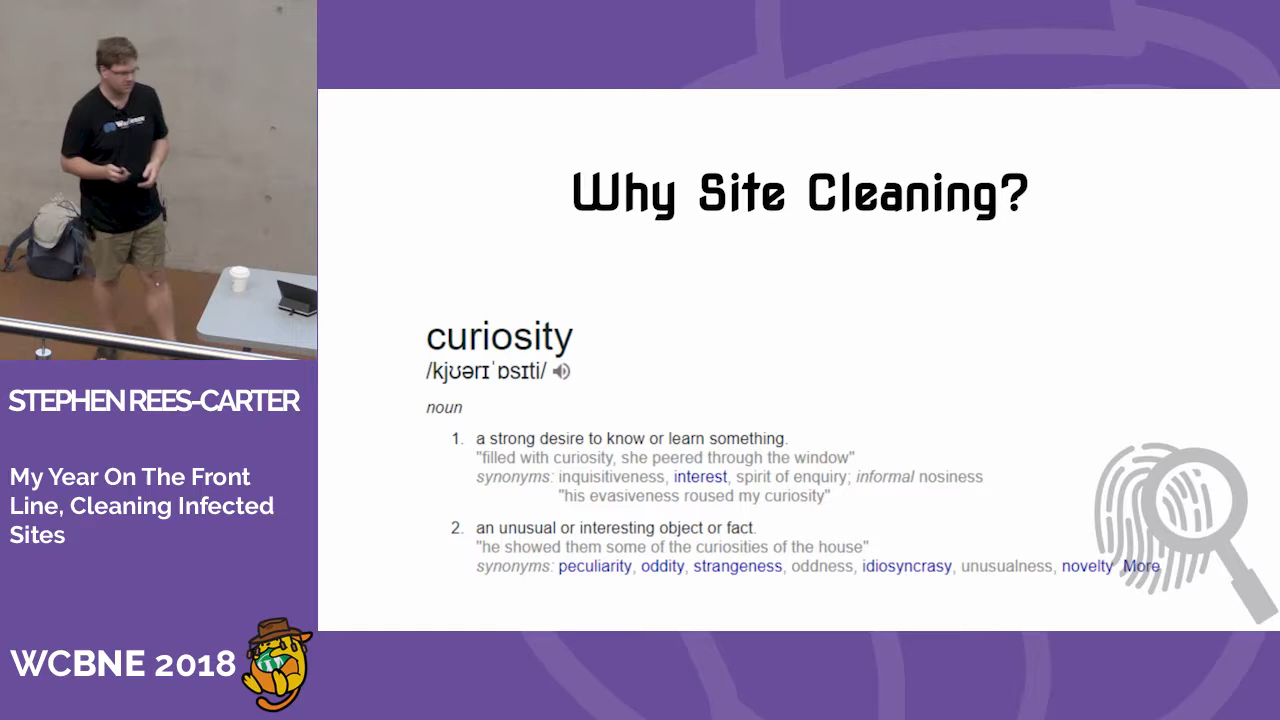 STEPHEN REES-CARTER
My Year On The Front
Line, Cleaning Infected
Sites
WCBNE 2018
Why Site Cleaning?
curiosity
/kjʊərɪˈɒsɪti/
noun
1. a strong desire to know or learn something.
"filled with curiosity, she peered through the window"
synonyms: inquisitiveness, interest, spirit of enquiry; informal nosiness
"his evasiveness roused my curiosity"
2. an unusual or interesting object or fact.
"he showed them some of the curiosities of the house"
synonyms: peculiarity, oddity, strangeness, oddness, idiosyncrasy, unusualness, novelty More